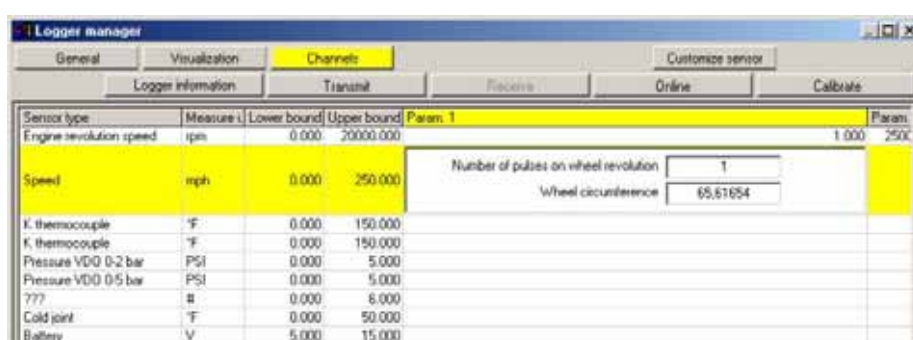 Logger manager
General Visualization Channels Customize sensor
Logger information Transmit Receive Online Calibrate
Sensor type Measure u Lower bound Upper bound Param. 1 Param.
Engine revolution speed rpm 0.000 20000.000 1.000 2500
Number of pulses on wheel revolution 1
Speed mph 0.000 250.000
Wheel circumference 65,61654
K thermocouple °F 0.000 150.000
K thermocouple °F 0.000 150.000
Pressure VDO 0-2 bar PSI 0.000 5.000
Pressure VDO 0-5 bar PSI 0.000 5.000
??? # 0.000 6.000
Cold joint °F 0.000 50.000
Battery V 5.000 15.000